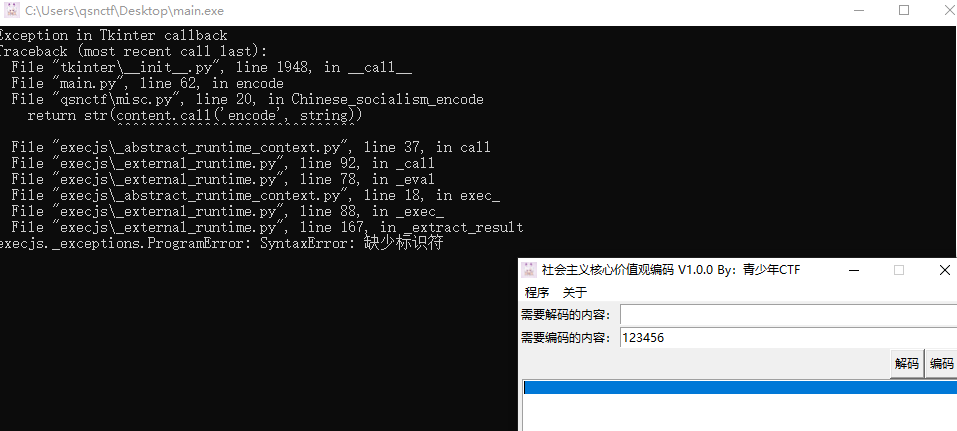 C:\Users\qsnctf\Desktop\main.exe
Exception in Tkinter callback
Traceback (most recent call last):
  File "tkinter\__init__.py", line 1948, in __call__
  File "main.py", line 62, in encode
  File "qsnctf\misc.py", line 20, in Chinese_socialism_encode
    return str(content.call('encode', string))
               ^^^^^^^^^^^^^^^^^^^^^^^^^^^^^^
  File "execjs\_abstract_runtime_context.py", line 37, in call
  File "execjs\_external_runtime.py", line 92, in _call
  File "execjs\_external_runtime.py", line 78, in _eval
  File "execjs\_abstract_runtime_context.py", line 18, in exec_
  File "execjs\_external_runtime.py", line 88, in _exec_
  File "execjs\_external_runtime.py", line 167, in _extract_result
execjs._exceptions.ProgramError: SyntaxError: 缺少标识符
社会主义核心价值观编码 V1.0.0 By：青少年CTF
程序 关于
需要解码的内容：
需要编码的内容： 123456
解码 编码